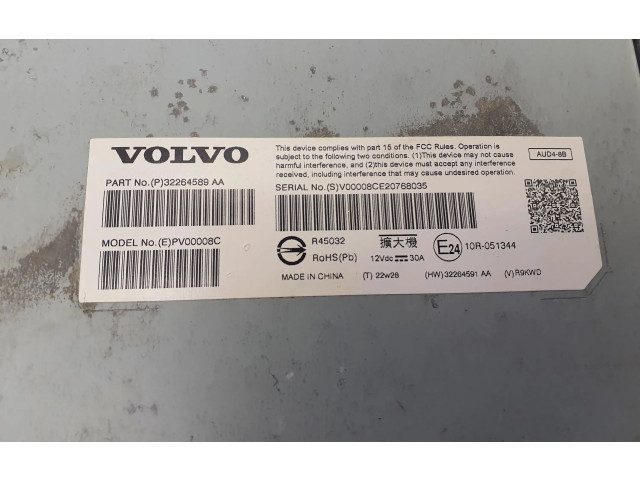 VOLVO
This device complies with part 15 of the FCC Rules. Operation is
subject to the following two conditions. (1)This device may not cause
harmful interference, and (2)this device must accept any interference
received, including interference that may cause undesired operation.
AUD4-8B
PART No.(P)32264589 AA
SERIAL No.(S)V00008CE20768035
MODEL No.(E)PV00008C
R45032
擴大機
E24
10R-051344
RoHS(Pb)
12Vdc 30A
MADE IN CHINA
(T) 22w28
(HW)32264591 AA
(V)R9KWD